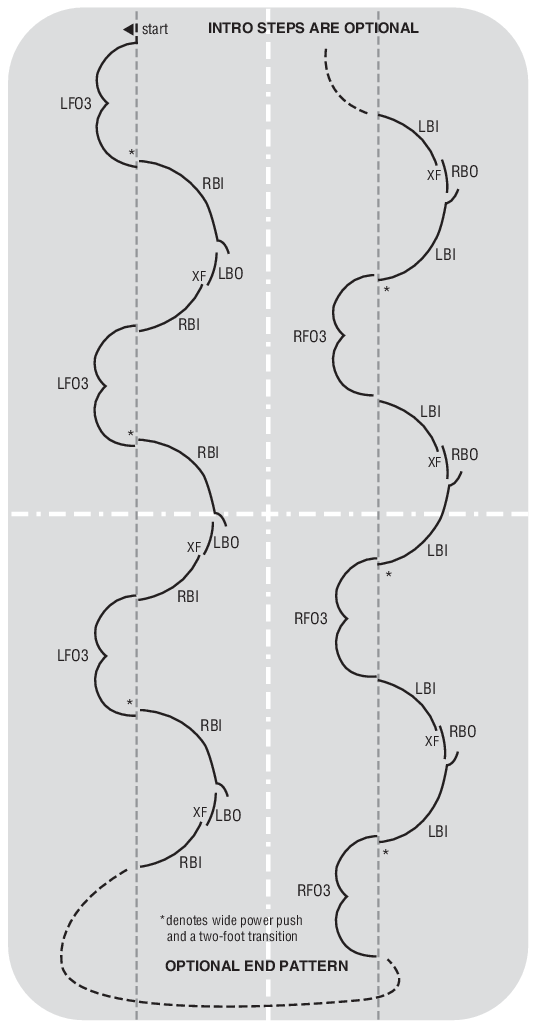 start
INTRO STEPS ARE OPTIONAL
LFO3
*
RBI
XF LBO
RBI
LFO3
*
RBI
XF LBO
RBI
LFO3
*
RBI
XF LBO
RBI
LBI
XF RBO
LBI
*
RFO3
LBI
XF RBO
LBI
*
RFO3
LBI
XF RBO
LBI
*
RFO3
*denotes wide power push
and a two-foot transition
OPTIONAL END PATTERN